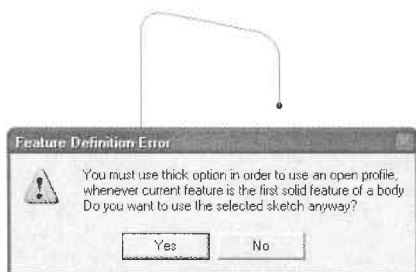 Feature Definition Error
You must use thick option in order to use an open profile,
whenever current feature is the first solid feature of a body
Do you want to use the selected sketch anyway?
Yes No